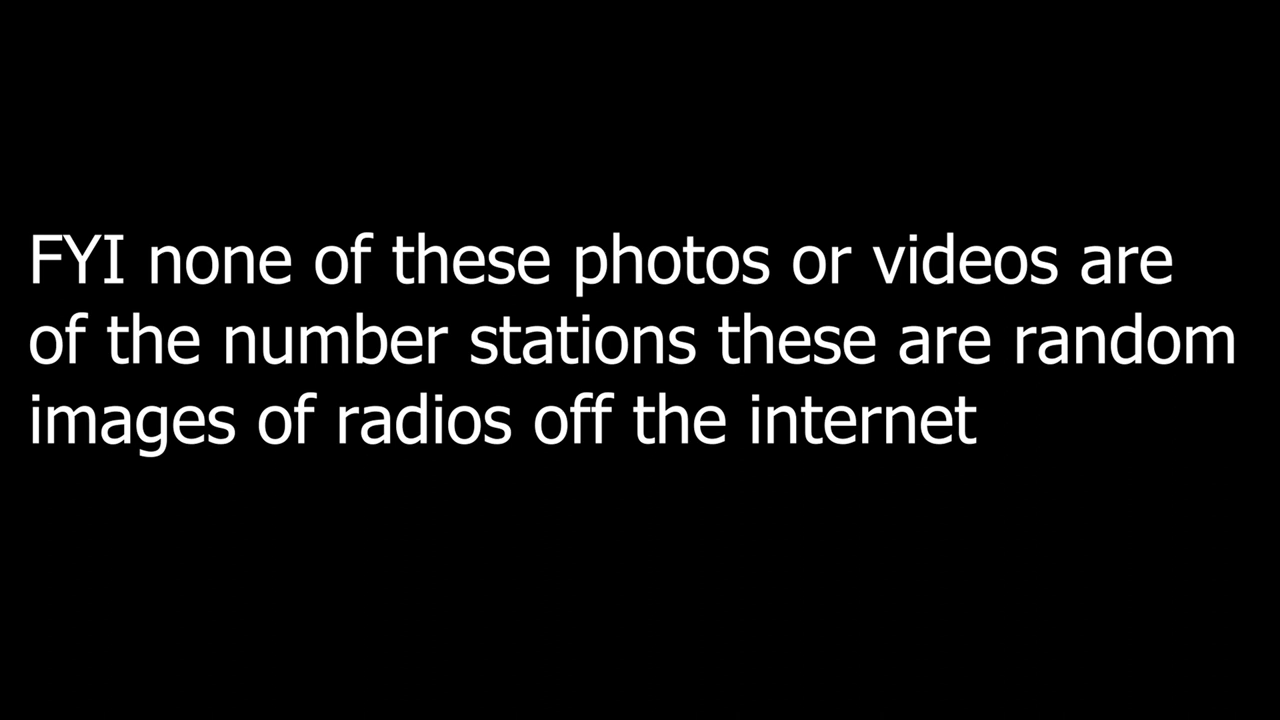 FYI none of these photos or videos are
of the number stations these are random
images of radios off the internet